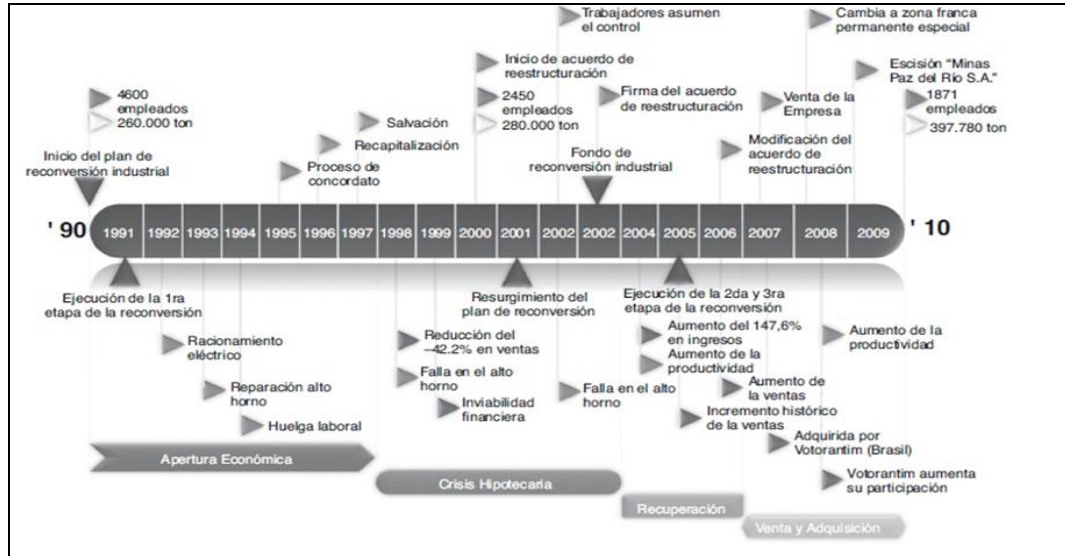 Trabajadores asumen
el control
Cambia a zona franca
permanente especial
Inicio de acuerdo de
reestructuración
Escisión “Minas
Paz del Río S.A.”
4600
empleados
260.000 ton
2450
empleados
280.000 ton
Firma del acuerdo
de reestructuración
Venta de la
Empresa
1871
empleados
397.780 ton
Salvación
Recapitalización
Modificación del
acuerdo de
reestructuración
Inicio del plan de
reconversión industrial
Proceso de
concordato
Fondo de
reconversión industrial
' 90
1991
1992
1993
1994
1995
1996
1997
1998
1999
2000
2001
2002
2002
2004
2005
2006
2007
2008
2009
' 10
Ejecución de la 1ra
etapa de la reconversión
Resurgimiento del
plan de reconversión
Ejecución de la 2da y 3ra
etapa de la reconversión
Racionamiento
eléctrico
Reducción del
–42.2% en ventas
Aumento del 147,6%
en ingresos
Aumento de la
productividad
Aumento de la
productividad
Reparación alto
horno
Falla en el alto
horno
Falla en el alto
horno
Aumento de
la ventas
Inviabilidad
financiera
Incremento histórico
de la ventas
Huelga laboral
Adquirida por
Votorantim (Brasil)
Apertura Económica
Votorantim aumenta
su participación
Crisis Hipotecaria
Recuperación
Venta y Adquisición